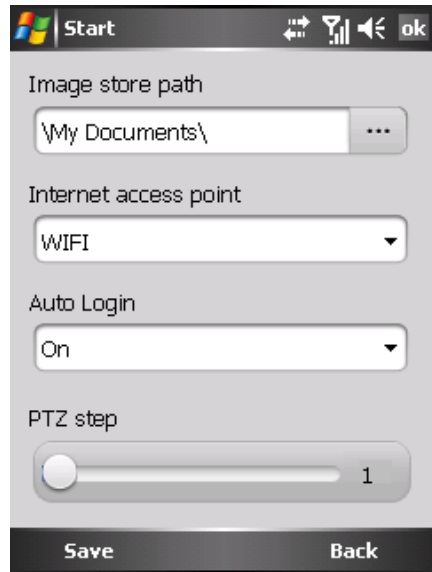 Start ok
Image store path
\My Documents\ ...
Internet access point
WIFI
Auto Login
On
PTZ step
1
Save Back